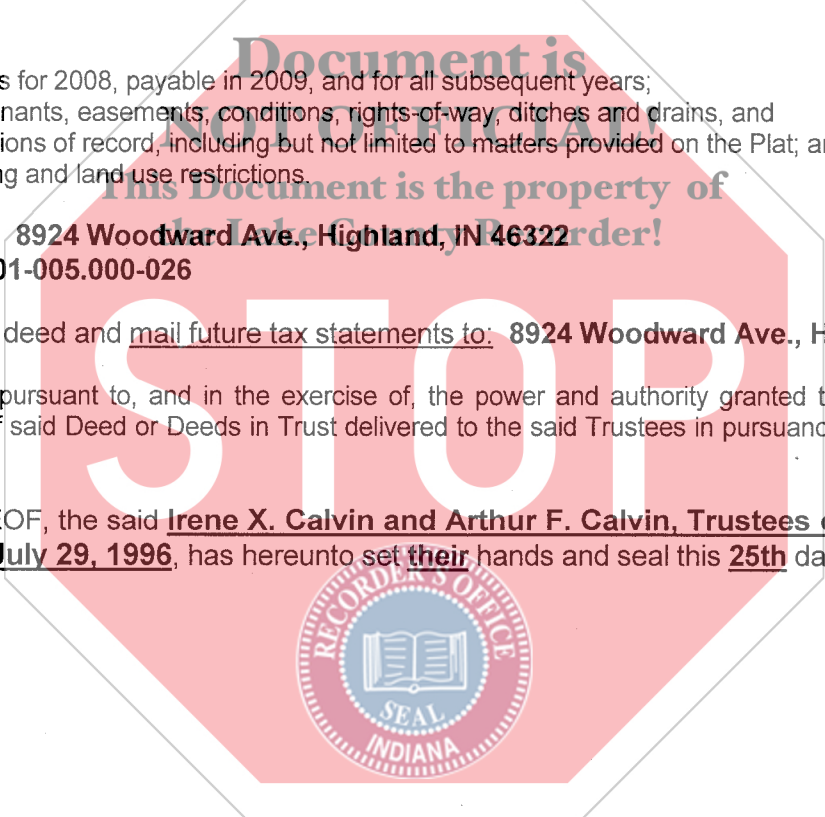 Document is
s for 2008, payable in 2009, and for all subsequent years;
nants, easements, conditions, rights-of-way, ditches and drains, and
NOT OFFICIAL!
ions of record, including but not limited to matters provided on the Plat; an
g and land use restrictions.
This Document is the property of
the Lake County Recorder!
8924 Woodward Ave., Highland, IN 46322
01-005.000-026
STOP
deed and mail future tax statements to: 8924 Woodward Ave., H
pursuant to, and in the exercise of, the power and authority granted t
f said Deed or Deeds in Trust delivered to the said Trustees in pursuanc
EOF, the said Irene X. Calvin and Arthur F. Calvin, Trustees o
July 29, 1996, has hereunto set their hands and seal this 25th da
RECORDER'S OFFICE
SEAL
INDIANA